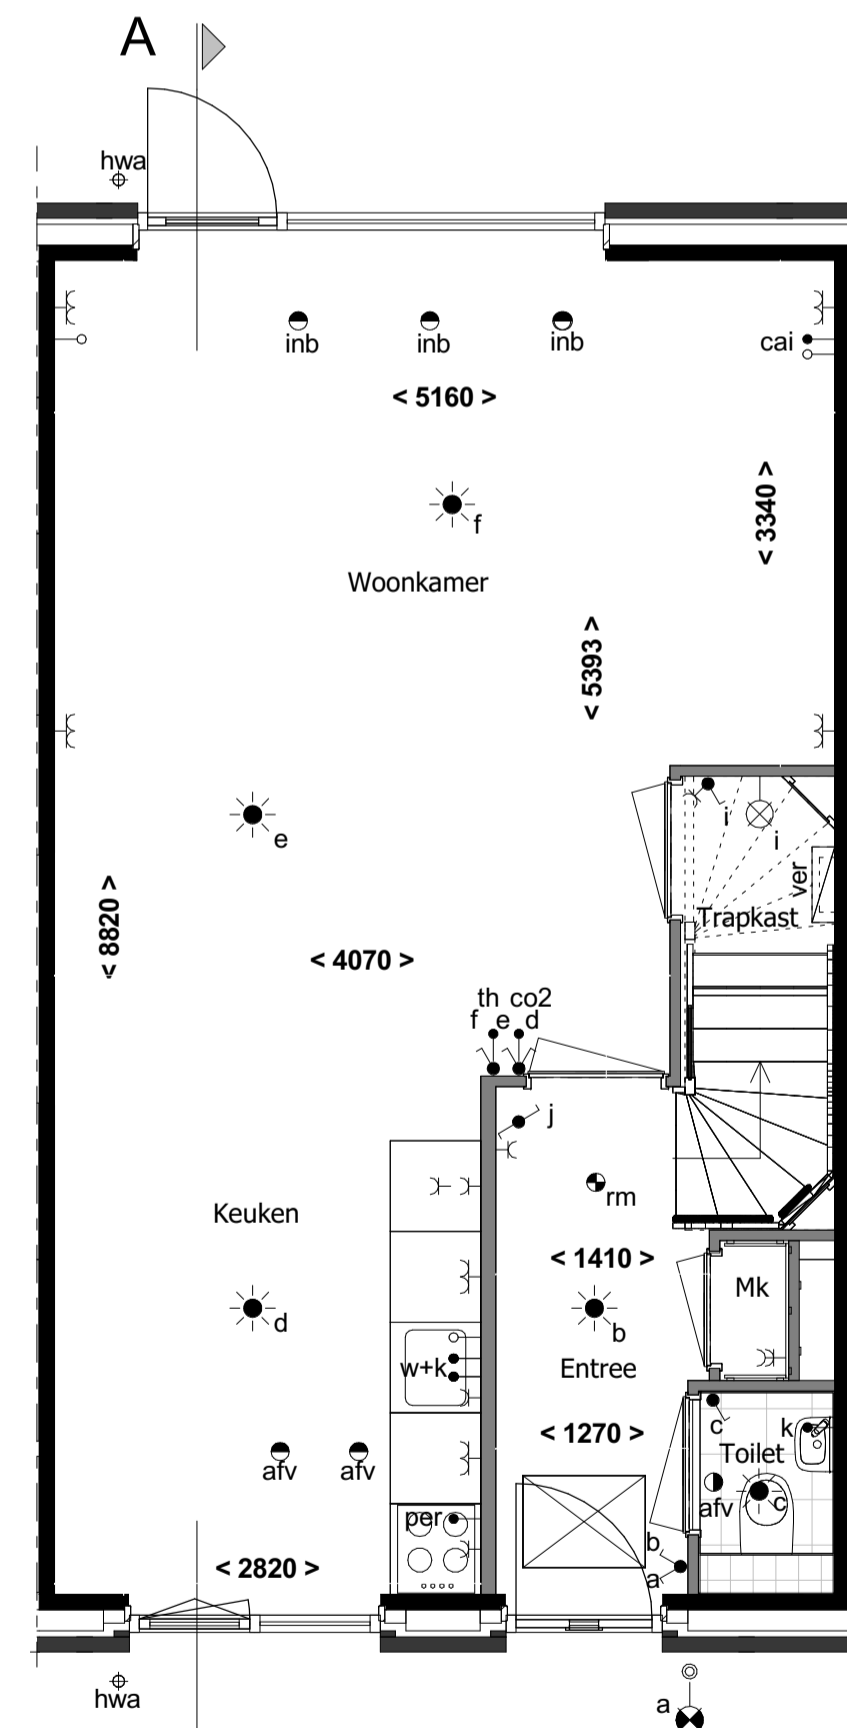 A
hwa
inb inb inb
cai
< 5160 >
f
< 3340 >
Woonkamer
< 5393 >
e
i
i
ver
Trapkast
< 8820 >
< 4070 >
th co2
f e d
j
rm
Keuken
< 1410 >
Mk
d
b
w+k
Entree
c
k
< 1270 >
Toilet
afv afv
afv
c
per
b
a
< 2820 >
hwa
a